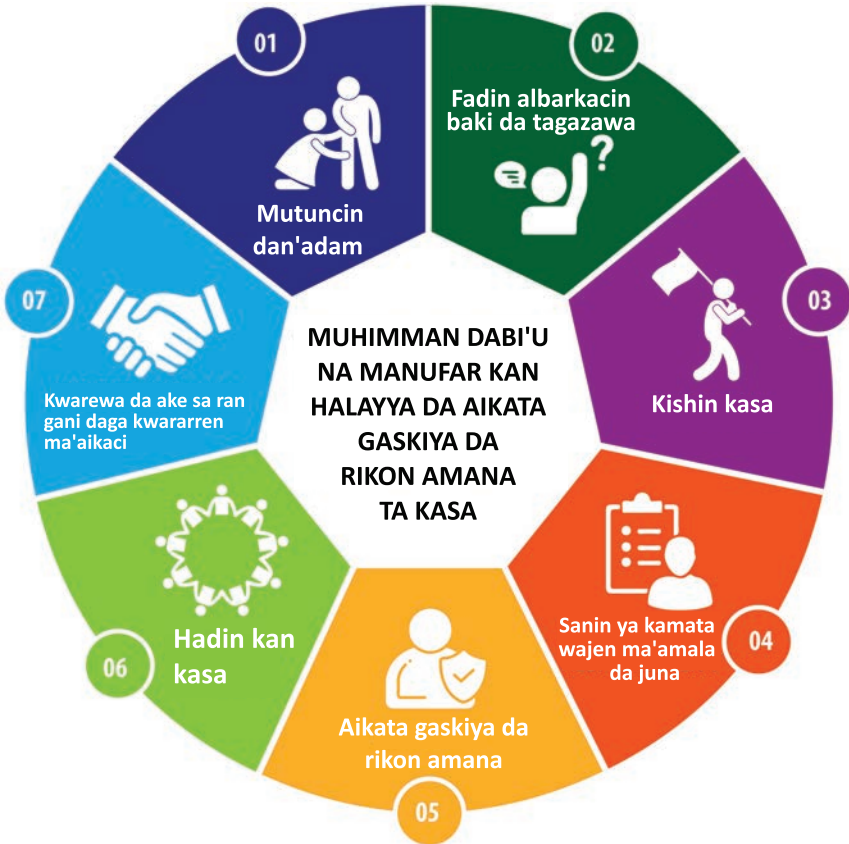 MUHIMMAN DABI'U
NA MANUFAR KAN
HALAYYA DA AIKATA
GASKIYA DA
RIKON AMANA
TA KASA
01
Mutuncin
dan'adam
02
Fadin albarkacin
baki da tagazawa
?
03
Kishin kasa
04
Sanin ya kamata
wajen ma'amala
da juna
05
Aikata gaskiya da
rikon amana
06
Hadin kan
kasa
07
Kwarewa da ake sa ran
gani daga kwararren
ma'aikaci